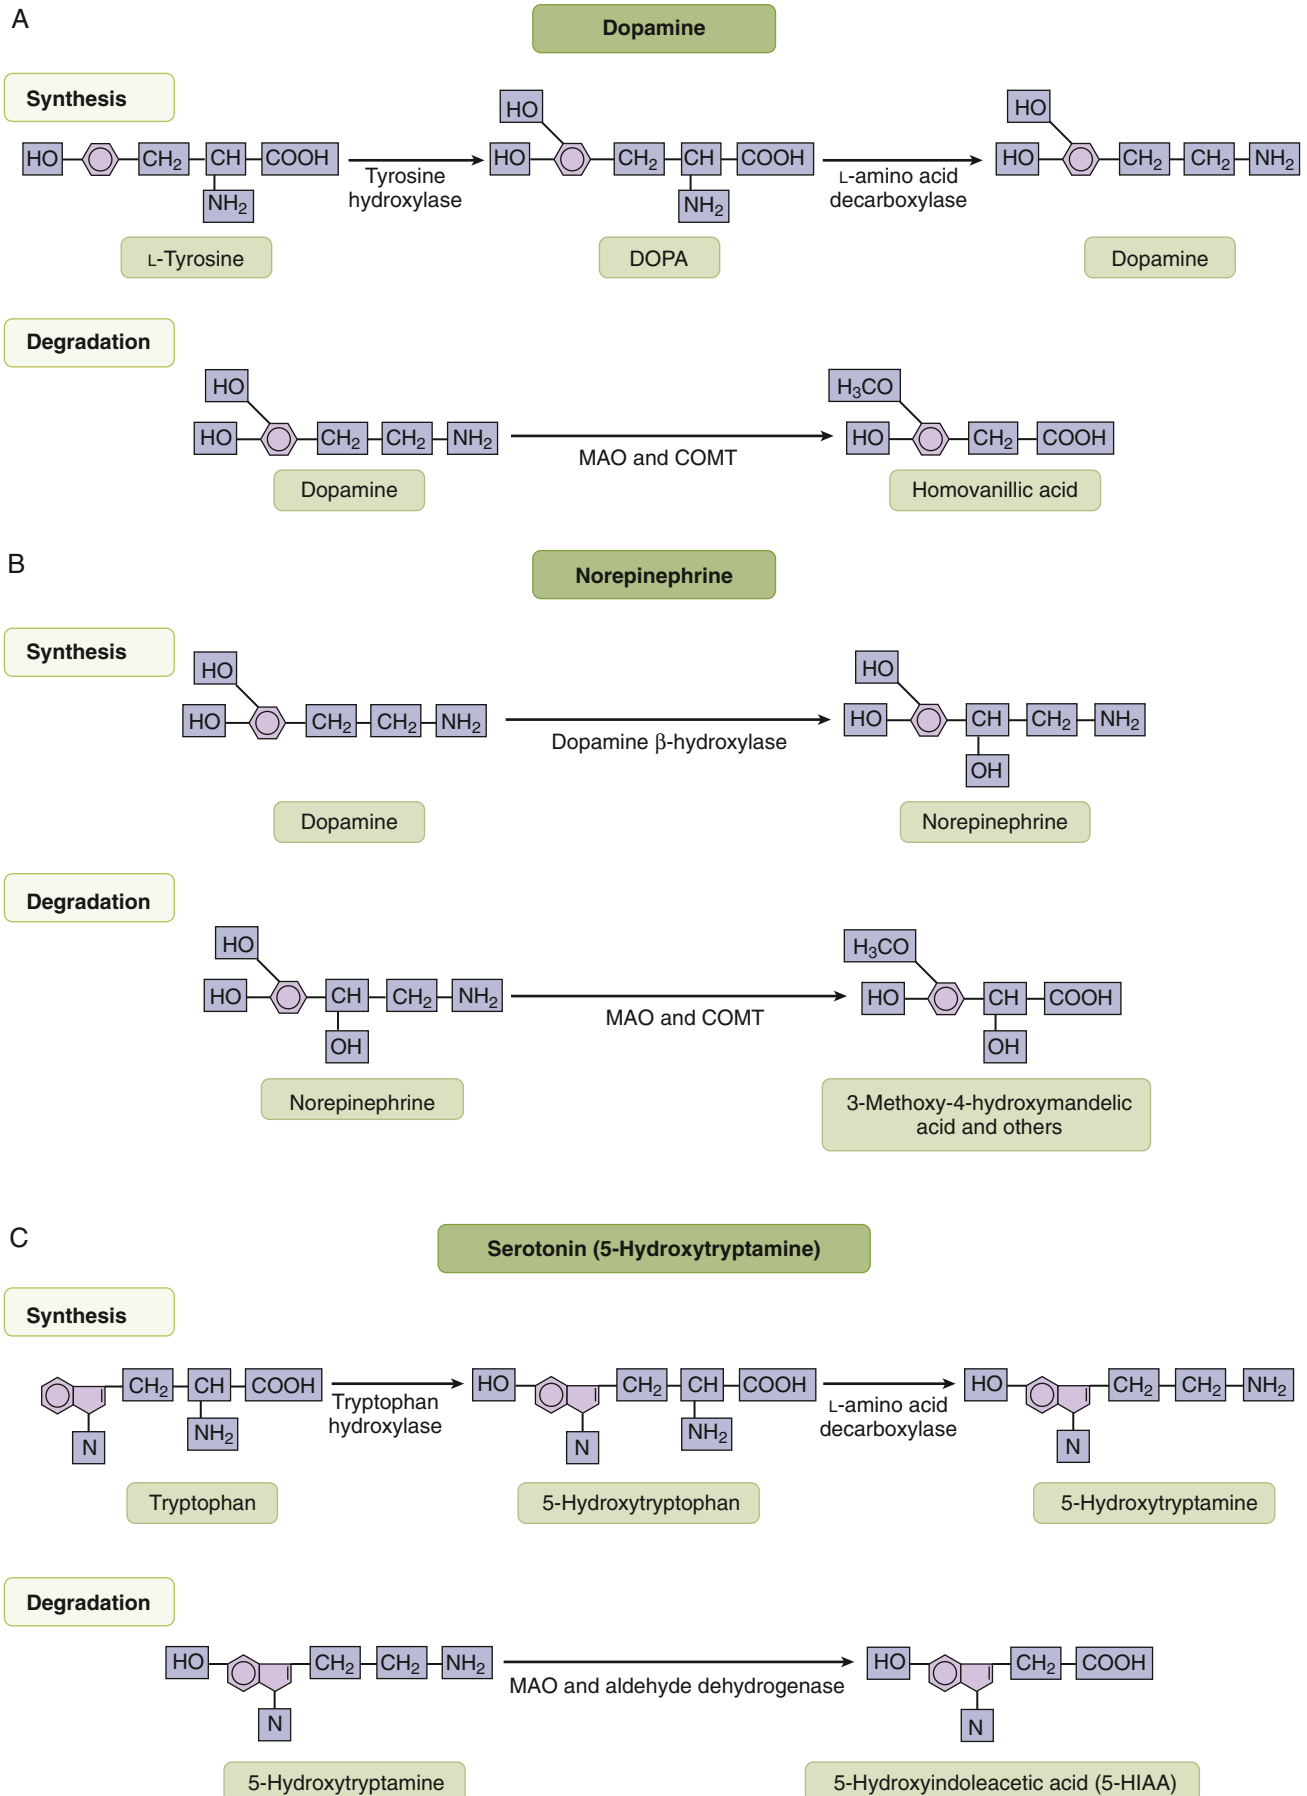 A
Dopamine
Synthesis
HO
HO
HO CH₂ CH COOH
HO CH₂ CH COOH
HO CH₂ CH₂ NH₂
Tyrosine
hydroxylase
L-amino acid
decarboxylase
NH₂
NH₂
L-Tyrosine
DOPA
Dopamine
Degradation
HO
H₃CO
HO CH₂ CH₂ NH₂
HO CH₂ COOH
MAO and COMT
Dopamine
Homovanillic acid
B
Norepinephrine
Synthesis
HO
HO
HO CH₂ CH₂ NH₂
HO CH CH₂ NH₂
Dopamine β-hydroxylase
OH
Dopamine
Norepinephrine
Degradation
HO
H₃CO
HO CH CH₂ NH₂
HO CH COOH
MAO and COMT
OH
OH
Norepinephrine
3-Methoxy-4-hydroxymandelic
acid and others
C
Serotonin (5-Hydroxytryptamine)
Synthesis
CH₂ CH COOH
HO CH₂ CH COOH
HO CH₂ CH₂ NH₂
Tryptophan
hydroxylase
L-amino acid
decarboxylase
N NH₂
N NH₂
N
Tryptophan
5-Hydroxytryptophan
5-Hydroxytryptamine
Degradation
HO CH₂ CH₂ NH₂
HO CH₂ COOH
MAO and aldehyde dehydrogenase
N
N
5-Hydroxytryptamine
5-Hydroxyindoleacetic acid (5-HIAA)